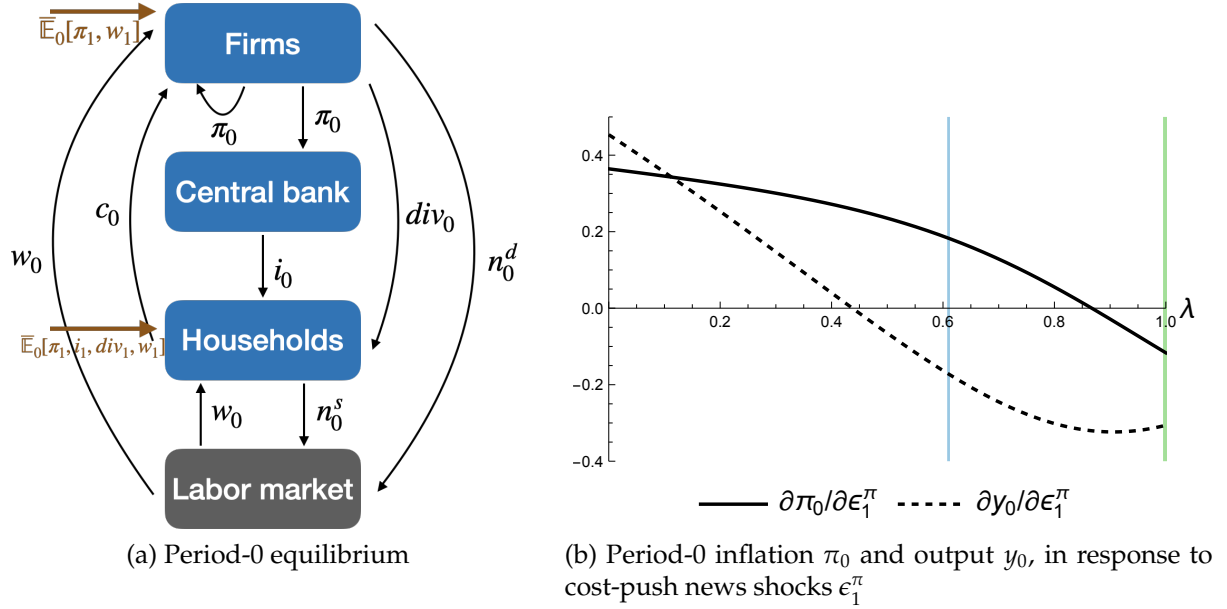 𝔼̅₀[π₁, w₁]
Firms
π₀
π₀
Central bank
c₀
div₀
w₀
n₀ᵈ
i₀
𝔼̅₀[π₁, i₁, div₁, w₁]
Households
w₀
n₀ˢ
Labor market
(a) Period-0 equilibrium
0.4
0.2
0.0
0.2
0.4
0.6
0.8
1.0
λ
−0.2
−0.4
∂π₀/∂ϵ₁^π
∂y₀/∂ϵ₁^π
(b) Period-0 inflation π₀ and output y₀, in response to
cost-push news shocks ϵ₁^π